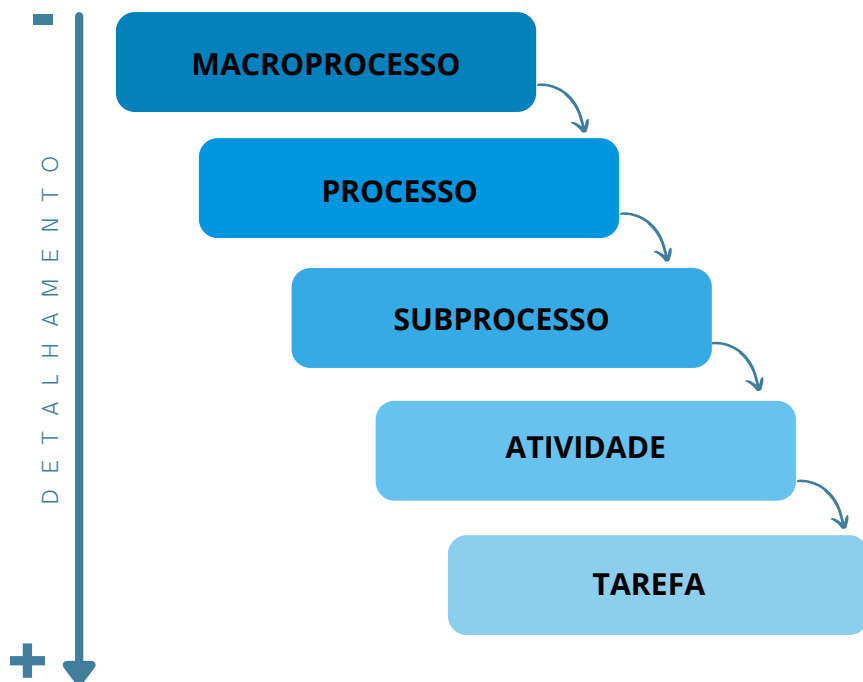 MACROPROCESSO
PROCESSO
SUBPROCESSO
ATIVIDADE
TAREFA
DETALHAMENTO
-
+